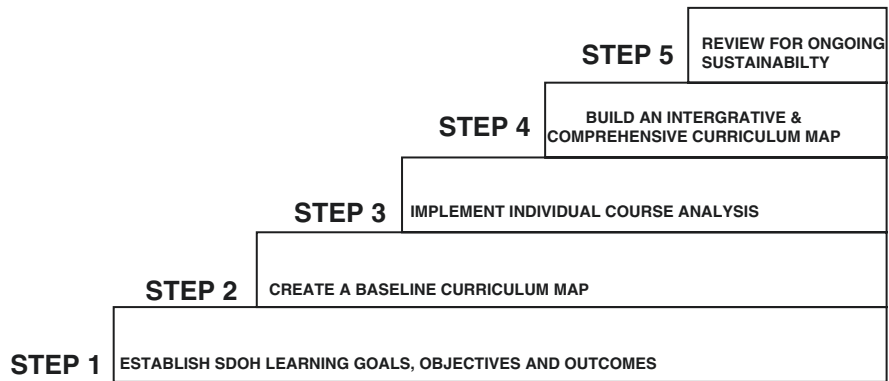 STEP 5
REVIEW FOR ONGOING
SUSTAINABILTY
STEP 4
BUILD AN INTERGRATIVE &
COMPREHENSIVE CURRICULUM MAP
STEP 3
IMPLEMENT INDIVIDUAL COURSE ANALYSIS
STEP 2
CREATE A BASELINE CURRICULUM MAP
STEP 1
ESTABLISH SDOH LEARNING GOALS, OBJECTIVES AND OUTCOMES